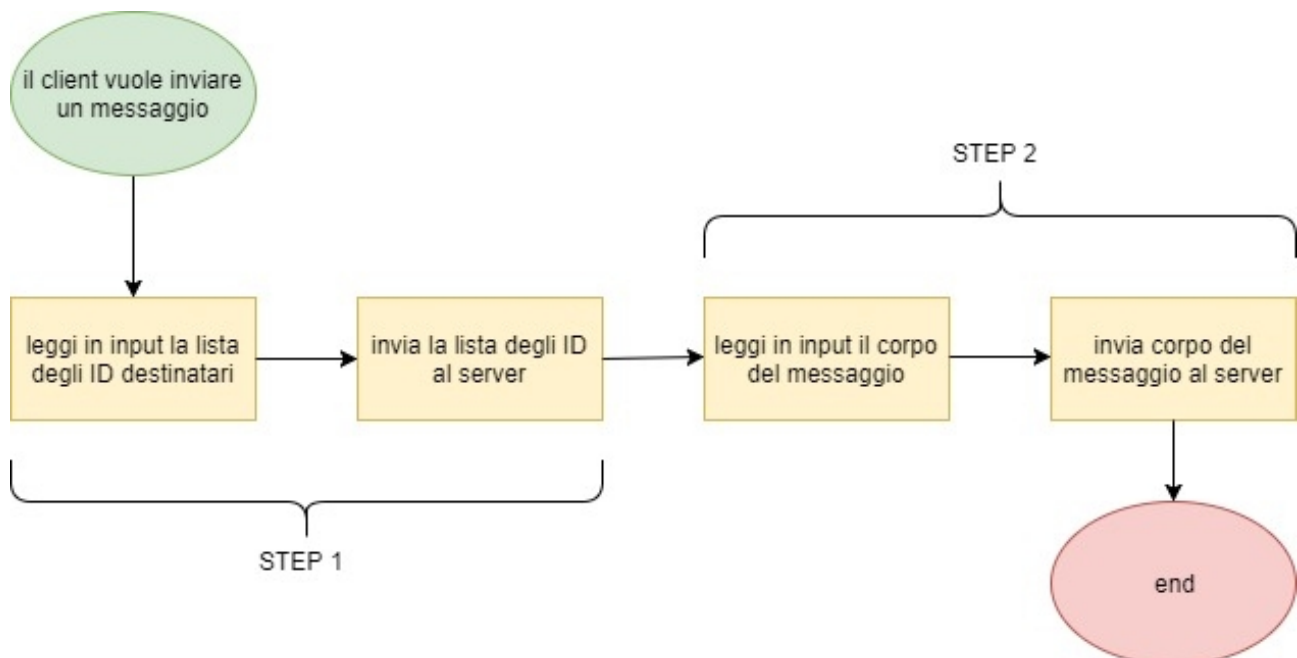 il client vuole inviare
un messaggio
STEP 2
leggi in input la lista
degli ID destinatari
invia la lista degli ID
al server
leggi in input il corpo
del messaggio
invia corpo del
messaggio al server
STEP 1
end